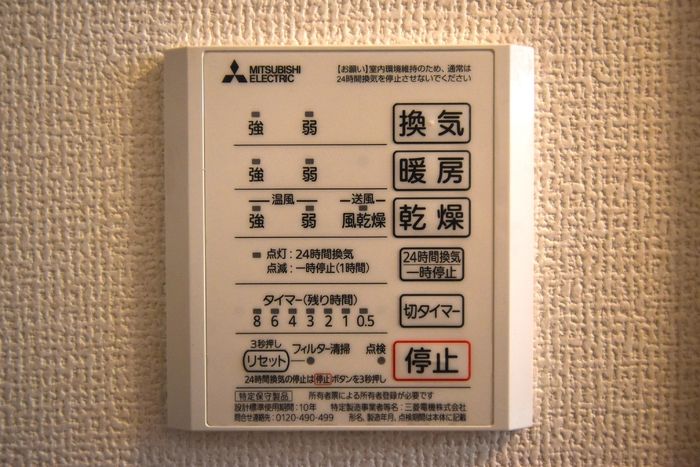 MITSUBISHI
ELECTRIC
【お願い】室内環境維持のため、通常は
24時間換気を停止させないでください
強 弱 換気
強 弱 暖房
温風 送風
強 弱 風乾燥 乾燥
点灯：24時間換気
点滅：一時停止(1時間)
24時間換気
一時停止
タイマー(残り時間)
8 6 4 3 2 1 0.5
切タイマー
3秒押し
リセット フィルター清掃 点検
停止
24時間換気の停止は停止ボタンを3秒押し
特定保守製品 所有者票による所有者登録が必要です
設計標準使用期間：10年 特定製造事業者等名：三菱電機株式会社
問合せ連絡先：0120-490-499 形名、製造年月、点検期間は本体に記載